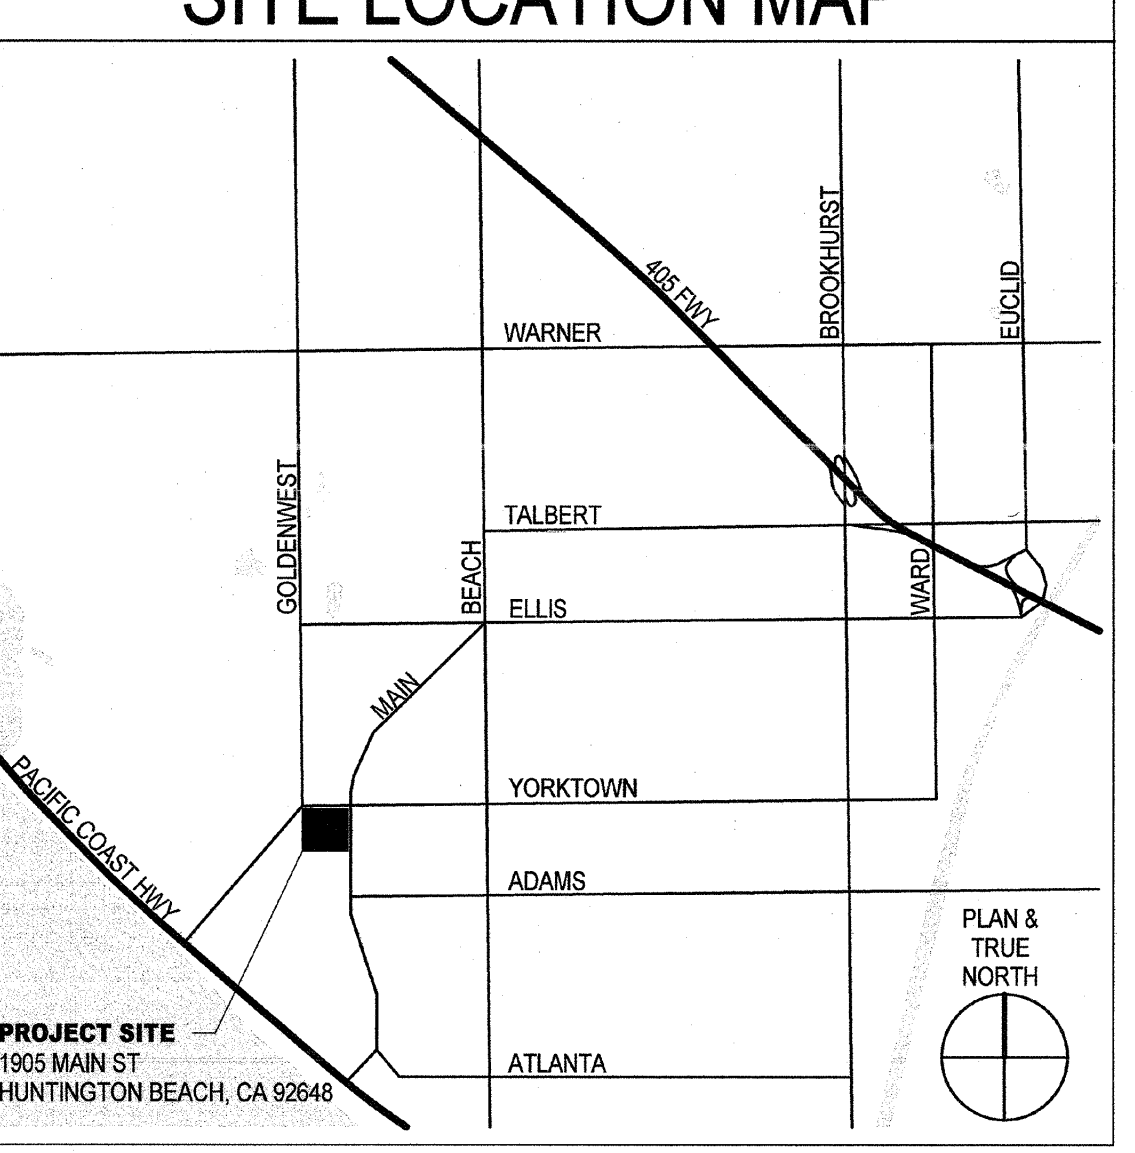 SITE LOCATION MAP
BROOKHURST
EUCLID
405 FWY
WARNER
GOLDENWEST
TALBERT
BEACH
WARD
ELLIS
MAIN
PACIFIC COAST HWY
YORKTOWN
ADAMS
PLAN &
TRUE
NORTH
PROJECT SITE
1905 MAIN ST
HUNTINGTON BEACH, CA 92648
ATLANTA